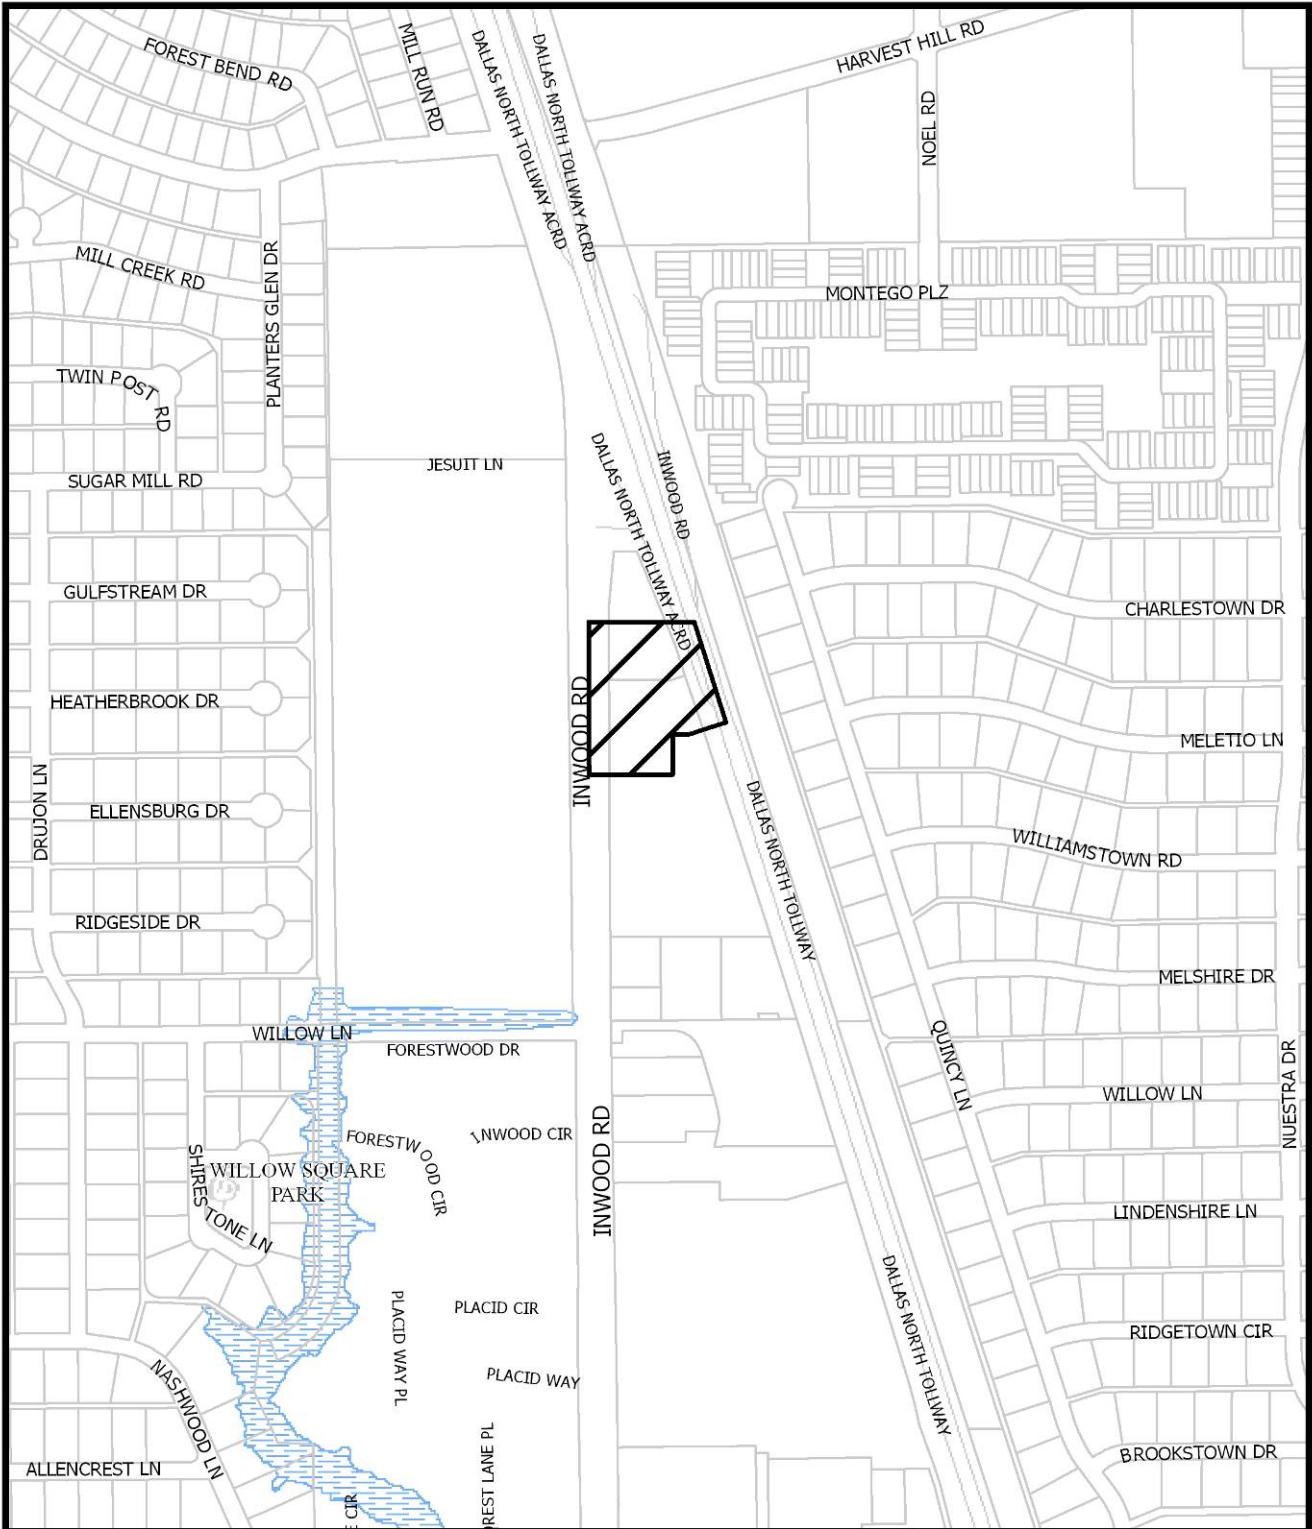 FOREST BEND RD
MILL RUN RD
DALLAS NORTH TOLLWAY ACRD
DALLAS NORTH TOLLWAY ACRD
HARVEST HILL RD
NOEL RD
MILL CREEK RD
PLANTERS GLEN DR
MONTEGO PLZ
TWIN POST RD
JESUIT LN
SUGAR MILL RD
DALLAS NORTH TOLLWAY ACRD
INWOOD RD
GULFSTREAM DR
CHARLESTOWN DR
HEATHERBROOK DR
INWOOD RD
MELETIO LN
DRUJON LN
ELLENSBURG DR
DALLAS NORTH TOLLWAY
WILLIAMSTOWN RD
RIDGESIDE DR
MELSHIRE DR
WILLOW LN
FORESTWOOD DR
QUINCY LN
NUESTRA DR
WILLOW LN
FORESTWOOD CIR
INWOOD CIR
INWOOD RD
SHIRESTONE LN
WILLOW SQUARE
PARK
LINDENSHIRE LN
DALLAS NORTH TOLLWAY
PLACID WAY PL
PLACID CIR
RIDGETOWN CIR
PLACID WAY
NASHWOOD LN
ALLENCREST LN
REST LANE PL
BROOKSTOWN DR
E CIR